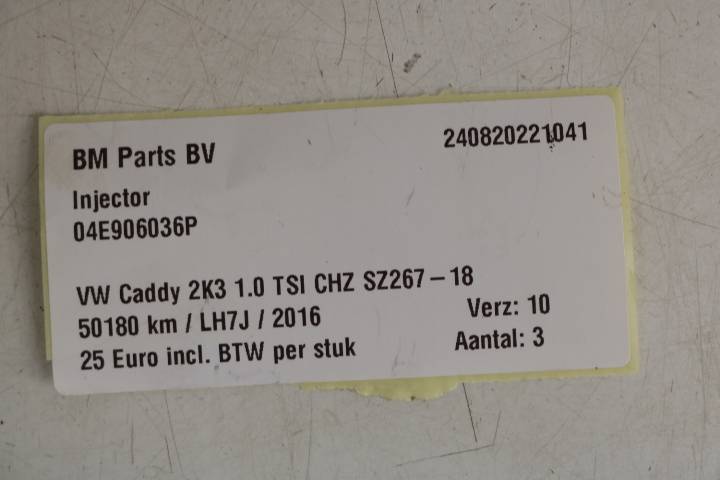 BM Parts BV 240820221041
Injector
04E906036P
VW Caddy 2K3 1.0 TSI CHZ SZ267-18
50180 km / LH7J / 2016 Verz: 10
25 Euro incl. BTW per stuk Aantal: 3